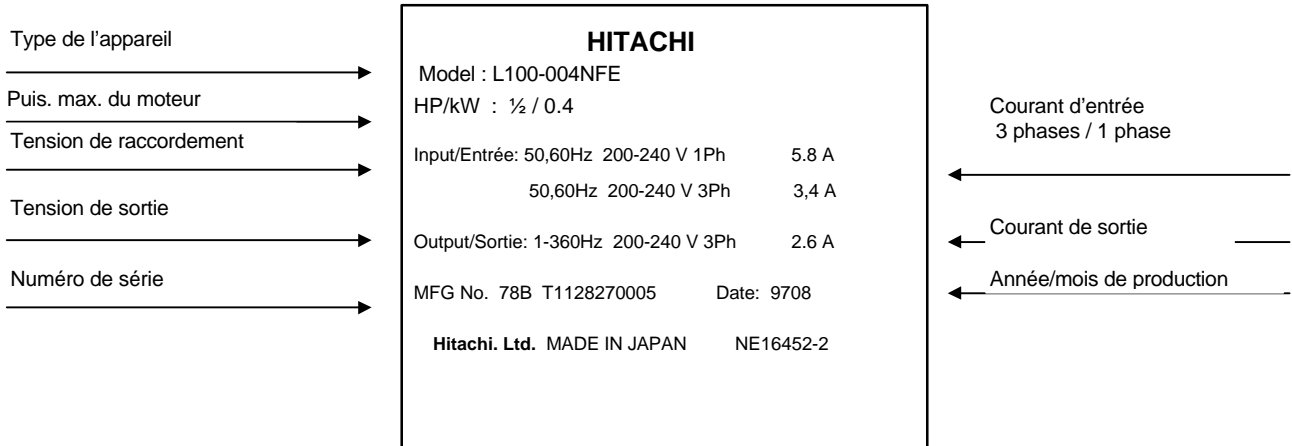 Type de l'appareil
Puis. max. du moteur
Tension de raccordement
Tension de sortie
Numéro de série
HITACHI
Model : L100-004NFE
HP/kW : ½ / 0.4
Input/Entrée: 50,60Hz 200-240 V 1Ph 5.8 A
50,60Hz 200-240 V 3Ph 3,4 A
Output/Sortie: 1-360Hz 200-240 V 3Ph 2.6 A
MFG No. 78B T1128270005 Date: 9708
Hitachi. Ltd. MADE IN JAPAN NE16452-2
Courant d'entrée
3 phases / 1 phase
Courant de sortie
Année/mois de production